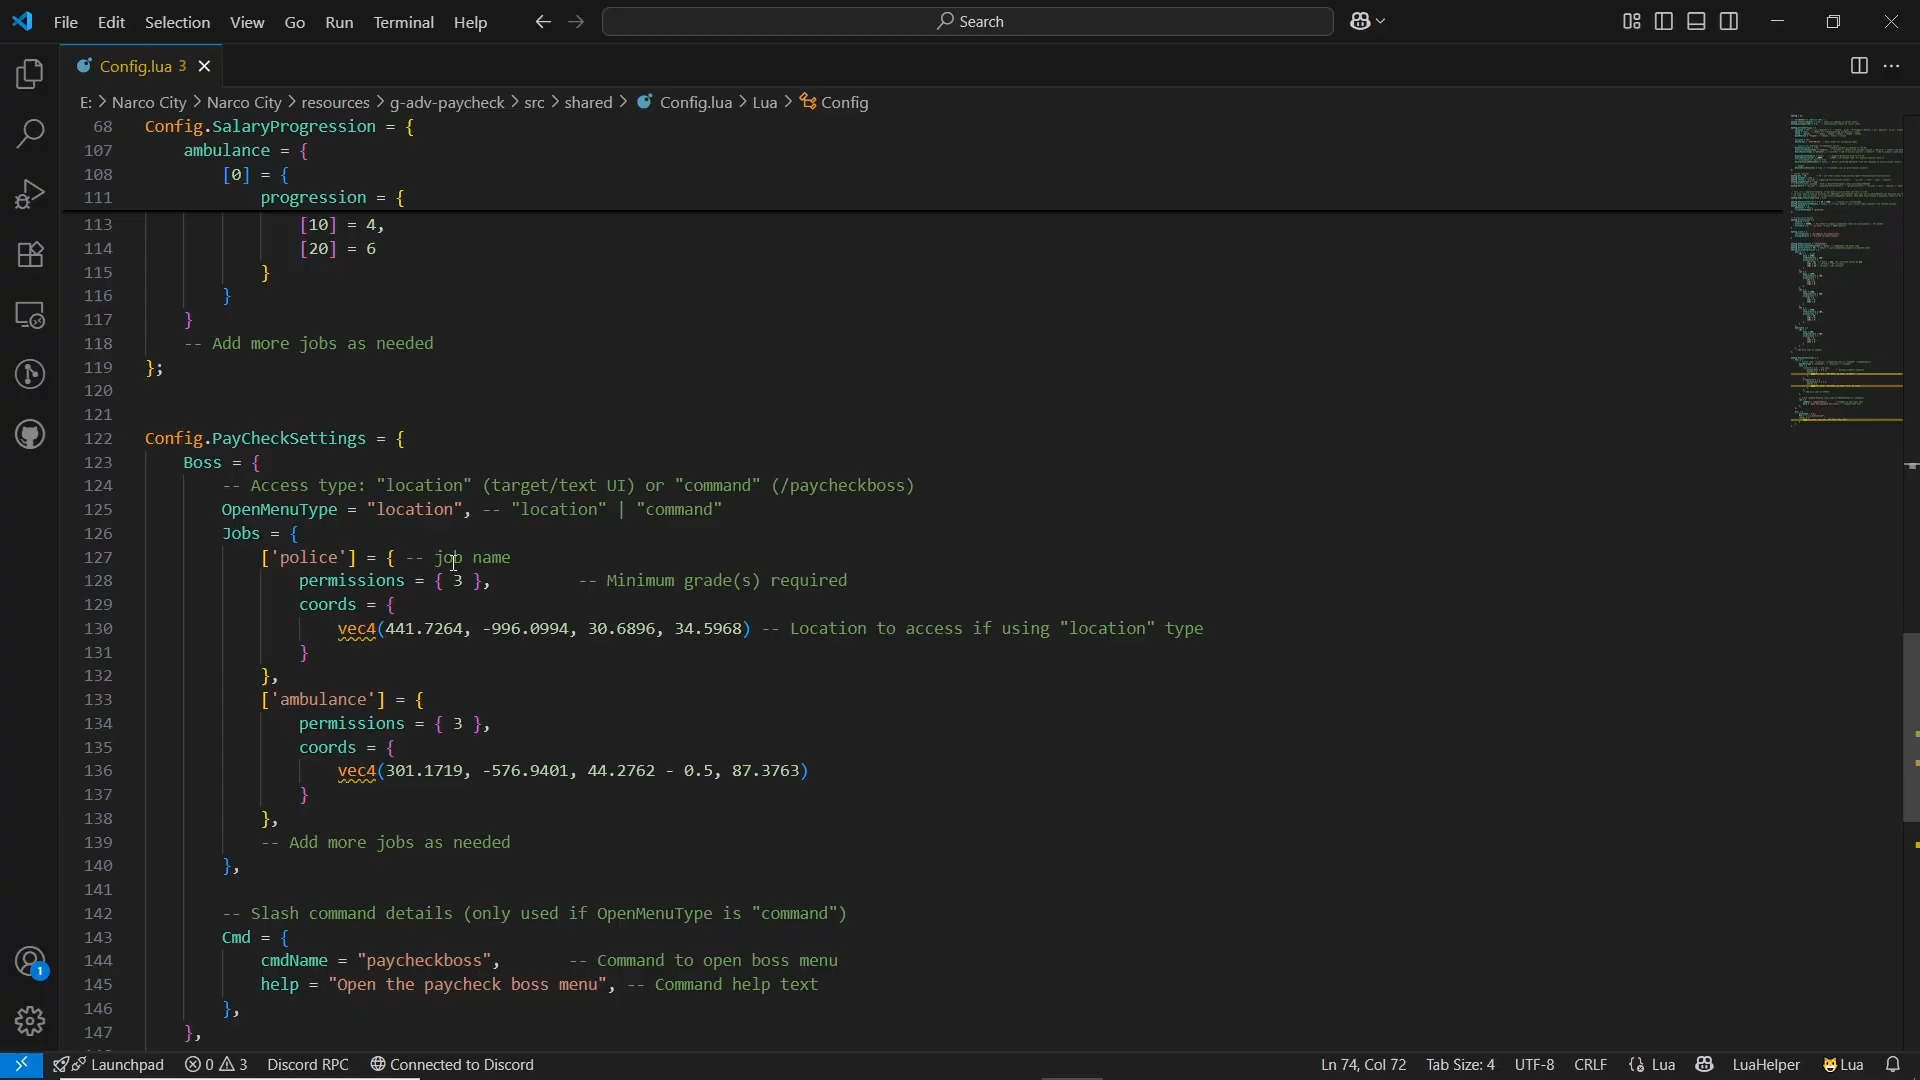 File Edit Selection View Go Run Terminal Help
Search
Config.lua 3
E: > Narco City > Narco City > resources > g-adv-paycheck > src > shared > Config.lua > Lua > Config
68 Config.SalaryProgression = {
107 ambulance = {
108 [0] = {
111 progression = {
113 [10] = 4,
114 [20] = 6
115 }
116 }
117 }
118 -- Add more jobs as needed
119 };
120
121
122 Config.PayCheckSettings = {
123 Boss = {
124 -- Access type: "location" (target/text UI) or "command" (/paycheckboss)
125 OpenMenuType = "location", -- "location" | "command"
126 Jobs = {
127 ['police'] = { -- job name
128 permissions = { 3 }, -- Minimum grade(s) required
129 coords = {
130 vec4(441.7264, -996.0994, 30.6896, 34.5968) -- Location to access if using "location" type
131 }
132 },
133 ['ambulance'] = {
134 permissions = { 3 },
135 coords = {
136 vec4(301.1719, -576.9401, 44.2762 - 0.5, 87.3763)
137 }
138 },
139 -- Add more jobs as needed
140 },
141
142 -- Slash command details (only used if OpenMenuType is "command")
143 Cmd = {
144 cmdName = "paycheckboss", -- Command to open boss menu
145 help = "Open the paycheck boss menu", -- Command help text
146 },
147 },
1
Launchpad 0 3 Discord RPC Connected to Discord Ln 74, Col 72 Tab Size: 4 UTF-8 CRLF Lua LuaHelper Lua